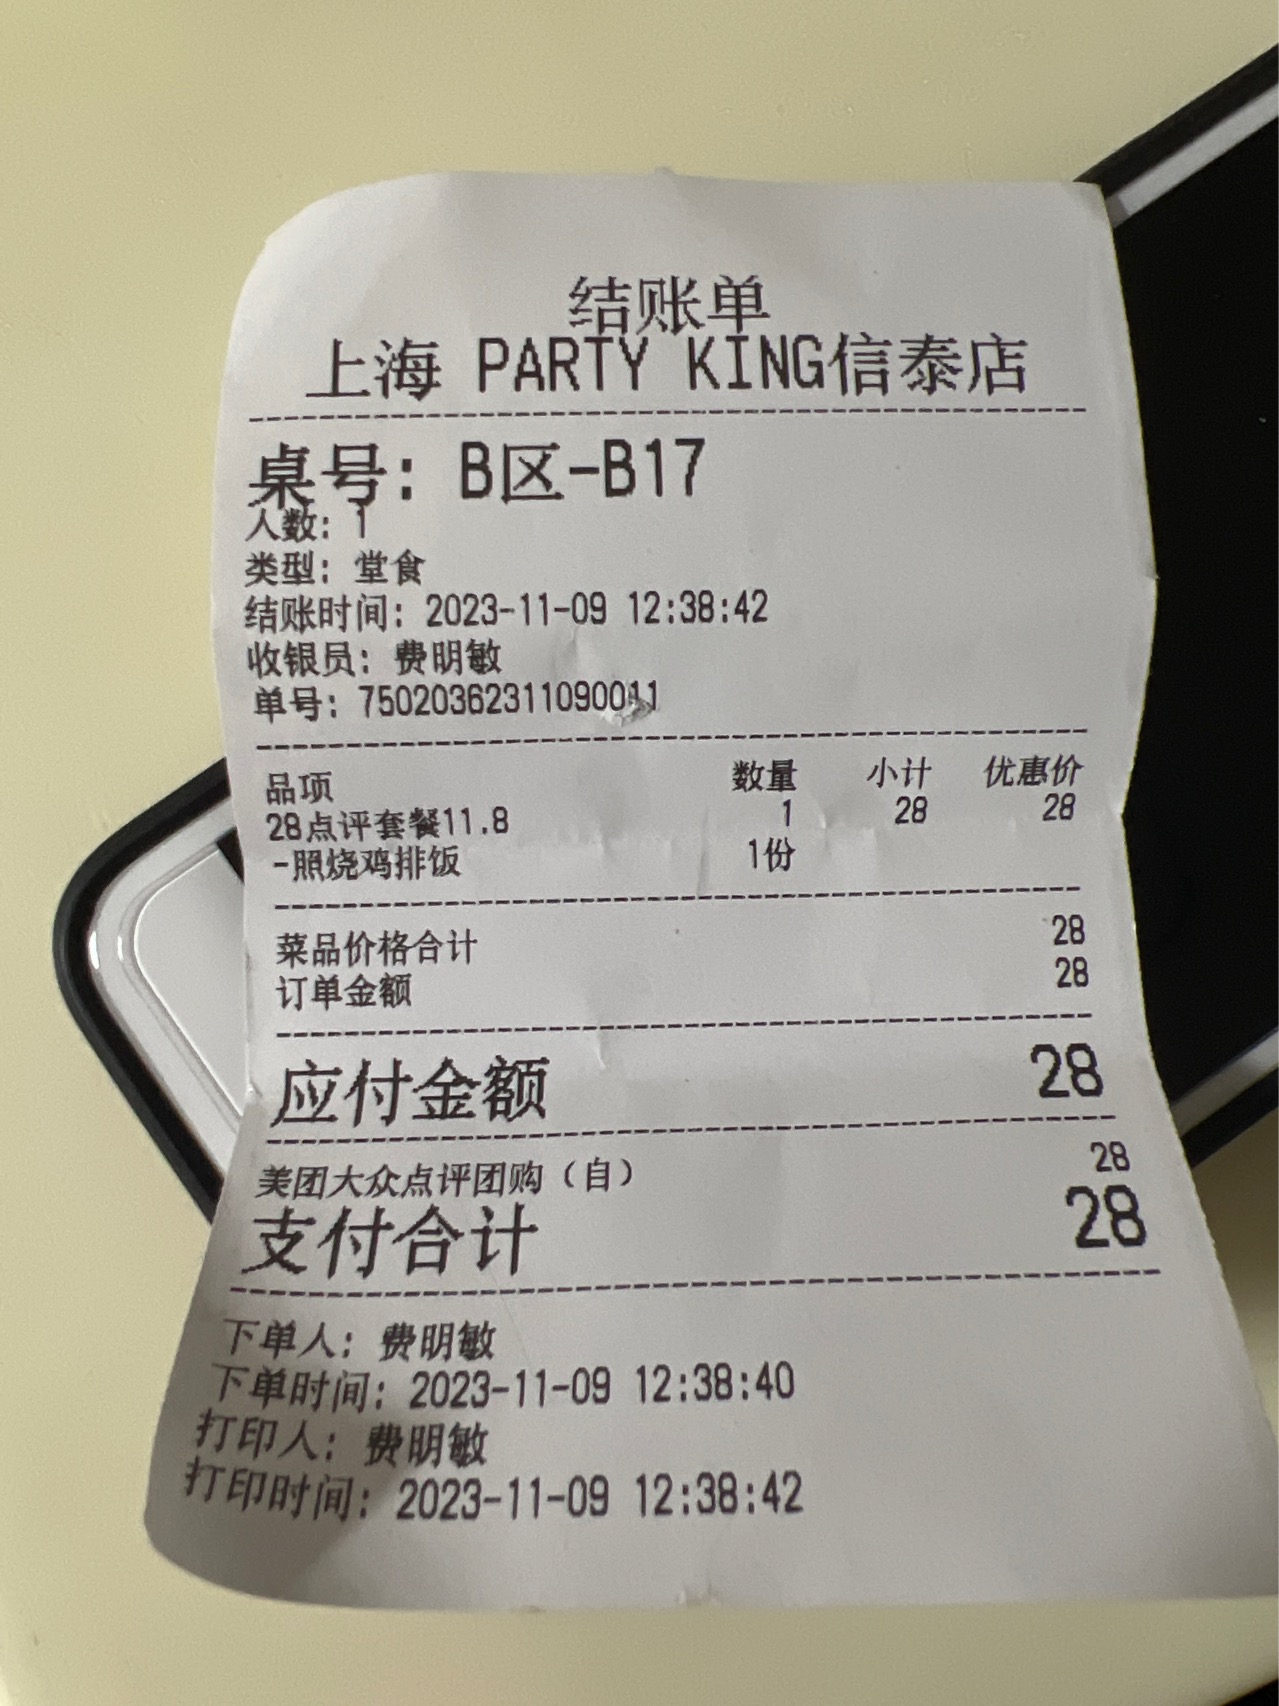 结账单
上海 PARTY KING信泰店
桌号: B区-B17
人数: 1
类型: 堂食
结账时间: 2023-11-09 12:38:42
收银员: 费明敏
单号: 75020362311090011
品项 数量 小计 优惠价
28点评套餐11.8 1 28 28
-照烧鸡排饭 1份
菜品价格合计 28
订单金额 28
应付金额 28
美团大众点评团购（自） 28
支付合计 28
下单人: 费明敏
下单时间: 2023-11-09 12:38:40
打印人: 费明敏
打印时间: 2023-11-09 12:38:42